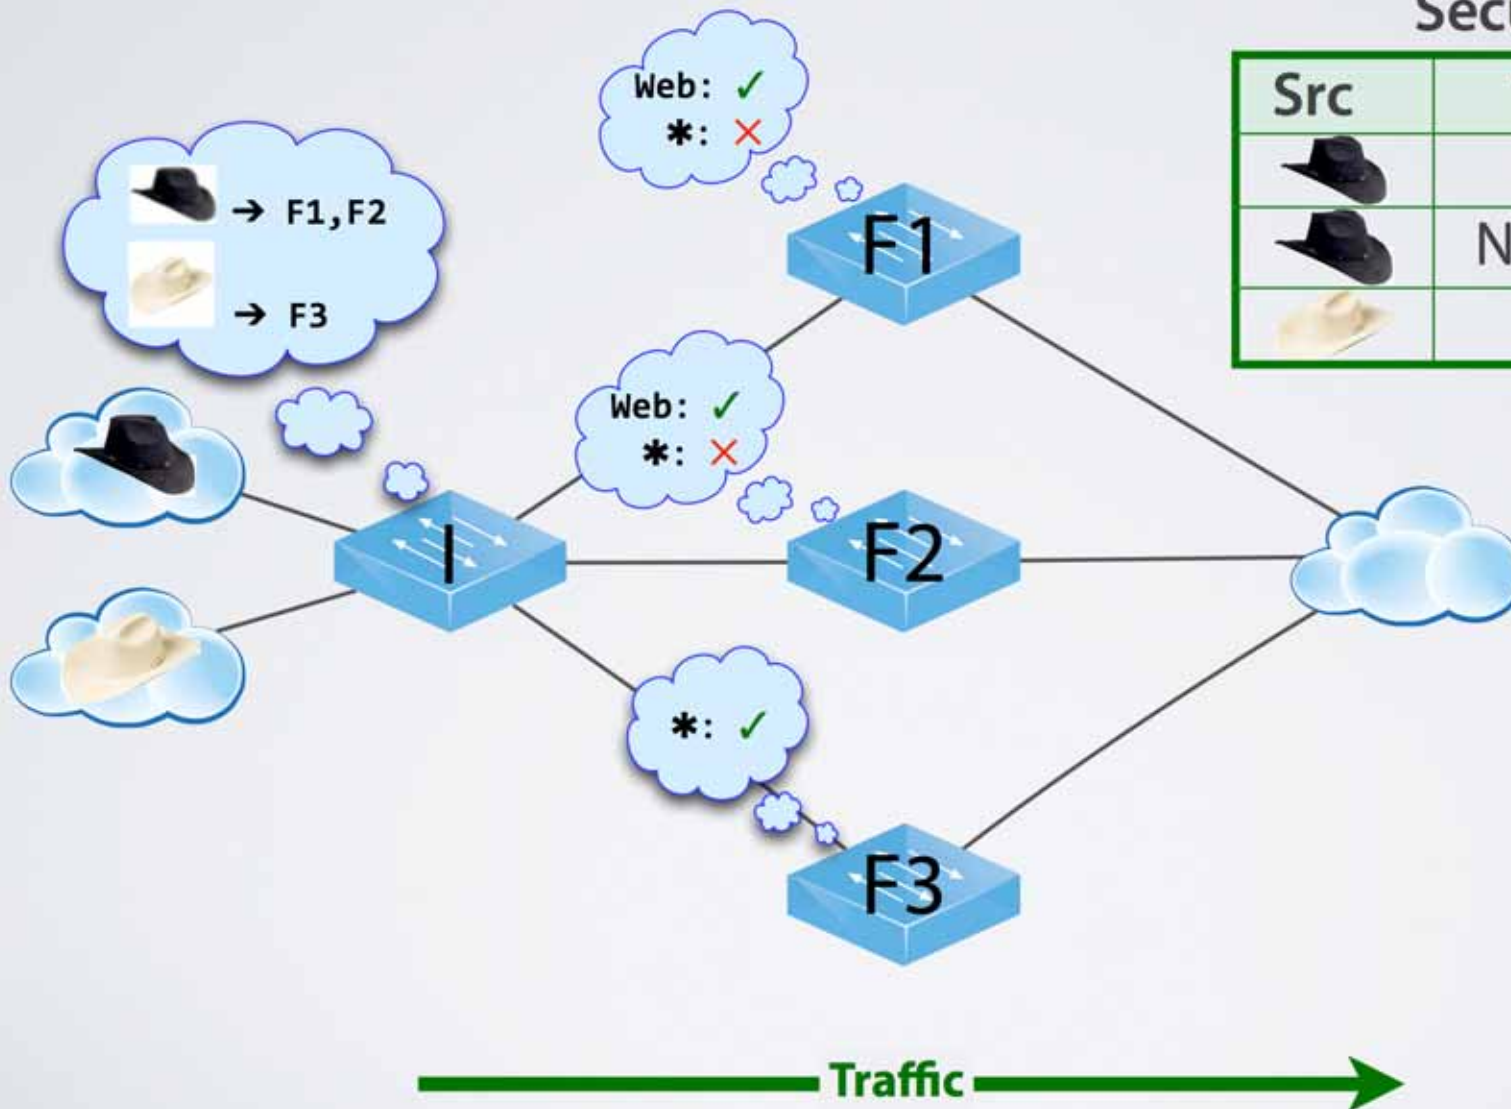 Src
N
Web: ✓
*: ✕
→ F1,F2
→ F3
F1
Web: ✓
*: ✕
I
F2
*: ✓
F3
Traffic